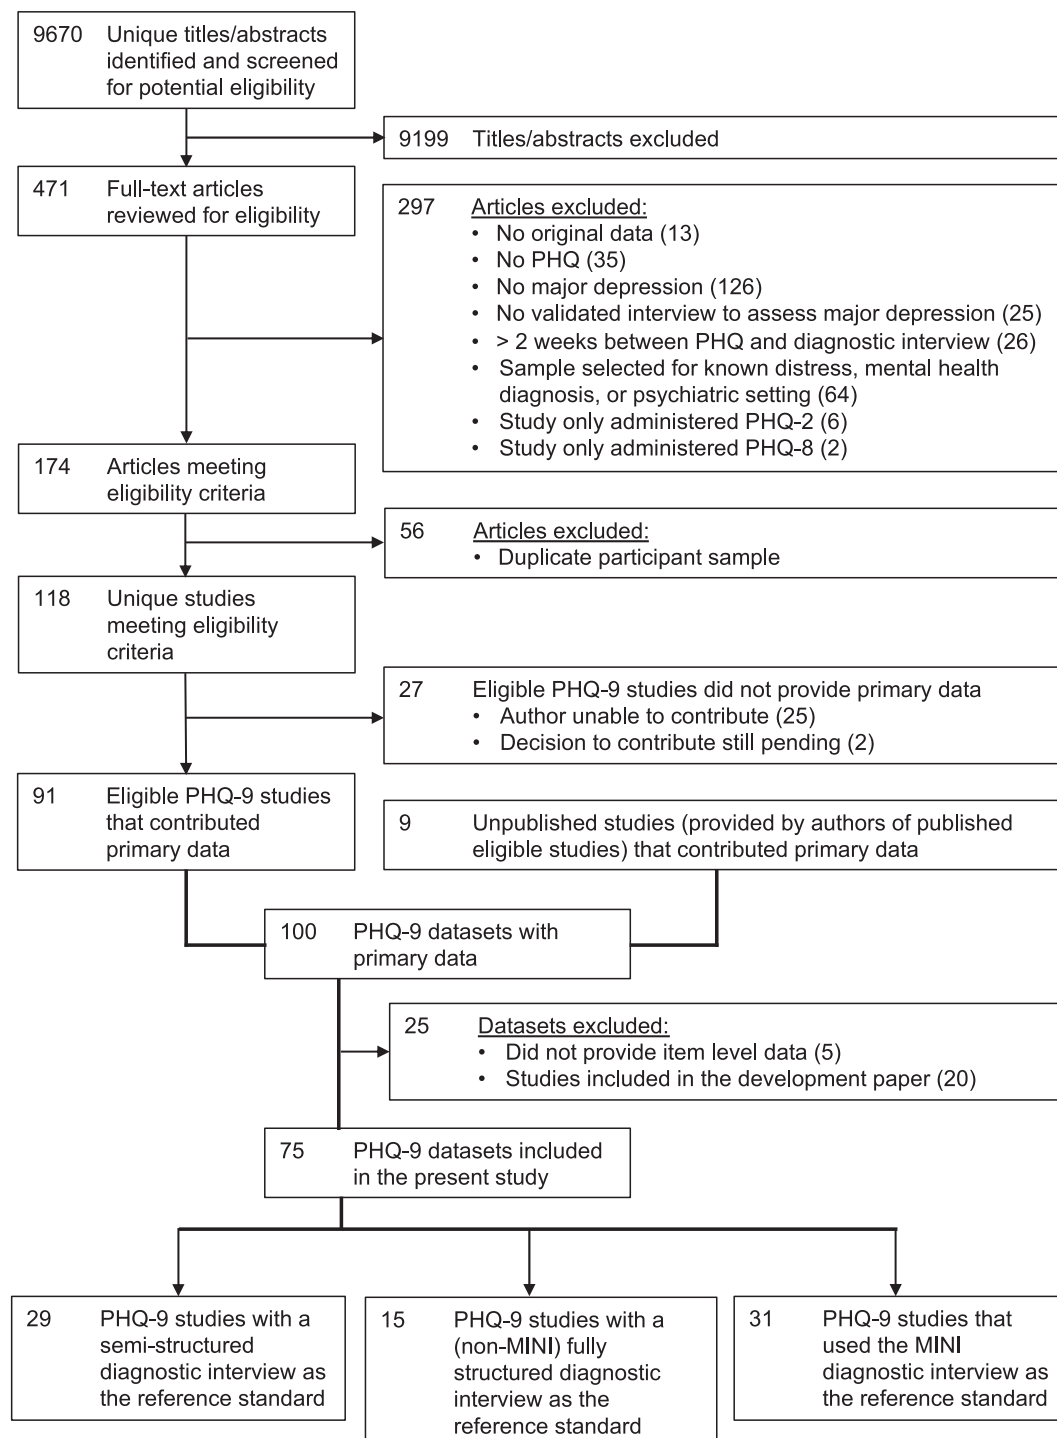 9670 Unique titles/abstracts
identified and screened
for potential eligibility
9199 Titles/abstracts excluded
471 Full-text articles
reviewed for eligibility
297 Articles excluded:
• No original data (13)
• No PHQ (35)
• No major depression (126)
• No validated interview to assess major depression (25)
• > 2 weeks between PHQ and diagnostic interview (26)
• Sample selected for known distress, mental health
diagnosis, or psychiatric setting (64)
• Study only administered PHQ-2 (6)
• Study only administered PHQ-8 (2)
174 Articles meeting
eligibility criteria
56 Articles excluded:
• Duplicate participant sample
118 Unique studies
meeting eligibility
criteria
27 Eligible PHQ-9 studies did not provide primary data
• Author unable to contribute (25)
• Decision to contribute still pending (2)
91 Eligible PHQ-9 studies
that contributed
primary data
9 Unpublished studies (provided by authors of published
eligible studies) that contributed primary data
100 PHQ-9 datasets with
primary data
25 Datasets excluded:
• Did not provide item level data (5)
• Studies included in the development paper (20)
75 PHQ-9 datasets included
in the present study
29 PHQ-9 studies with a
semi-structured
diagnostic interview as
the reference standard
15 PHQ-9 studies with a
(non-MINI) fully
structured diagnostic
interview as the
reference standard
31 PHQ-9 studies that
used the MINI
diagnostic interview as
the reference standard